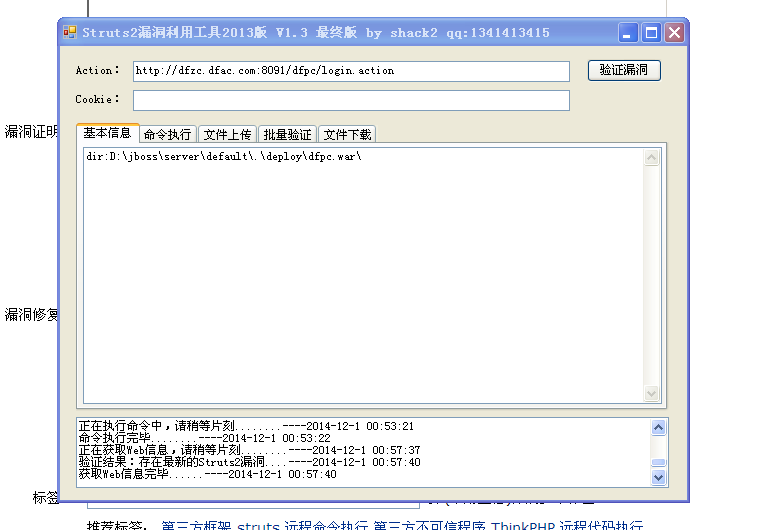 Struts2漏洞利用工具2013版 V1.3 最终版 by shack2 qq:1341413415
Action：
http://dfzc.dfac.com:8091/dfpc/login.action
验证漏洞
Cookie：
漏洞证明
基本信息 命令执行 文件上传 批量验证 文件下载
dir:D:\jboss\server\default\.\deploy\dfpc.war\
漏洞修复
正在执行命令中，请稍等片刻........----2014-12-1 00:53:21
命令执行完毕........----2014-12-1 00:53:22
正在获取Web信息，请稍等片刻........----2014-12-1 00:57:37
验证结果：存在最新的Struts2漏洞....----2014-12-1 00:57:40
获取Web信息完毕......----2014-12-1 00:57:40
标签
推荐标签： 第三方框架 struts 远程命令执行 第三方不可信程序 ThinkPHP 远程代码执行